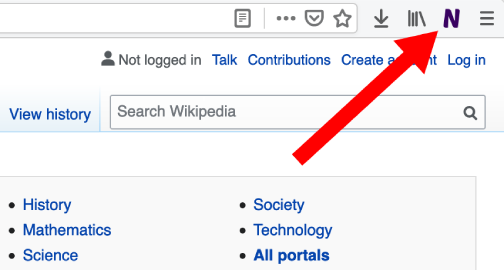 N
Not logged in Talk Contributions Create a nt Log in
View history Search Wikipedia
History Society
Mathematics Technology
Science All portals